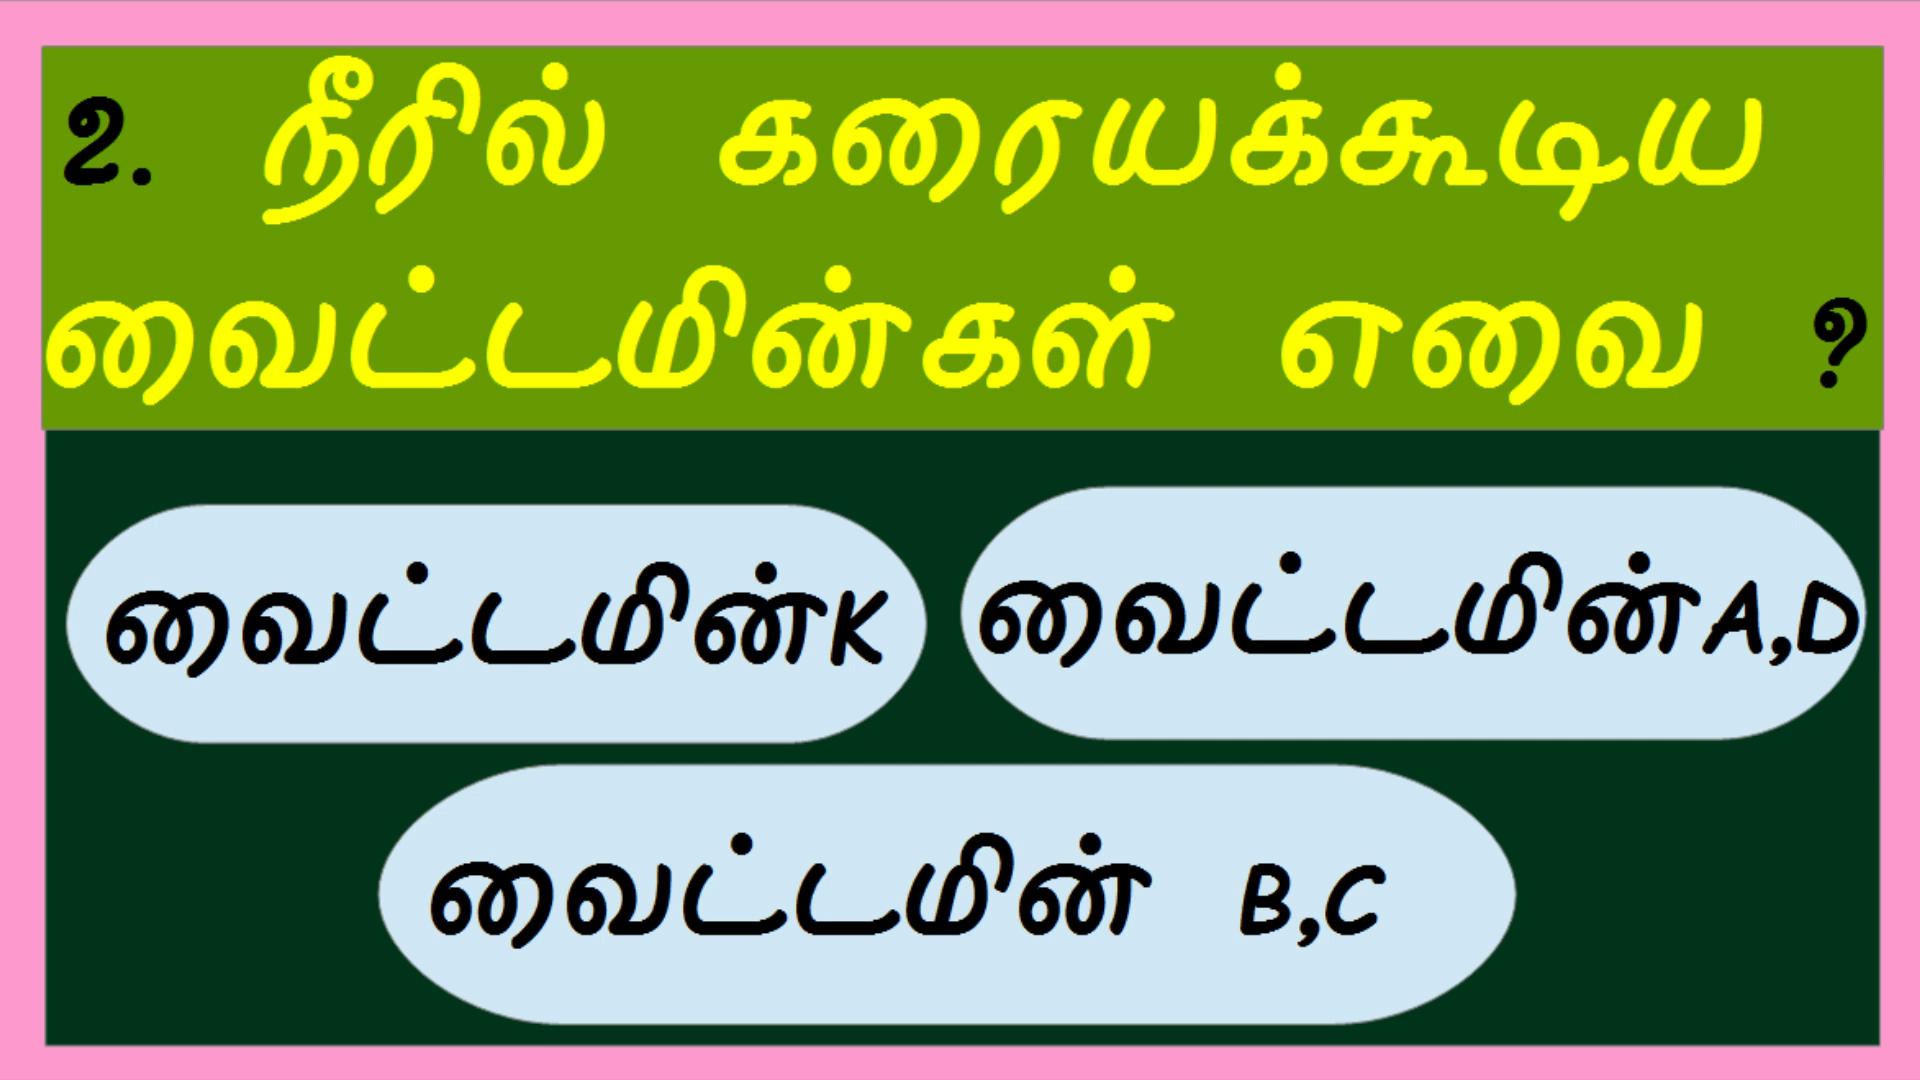 2. நீரில் கரையக்கூடிய
வைட்டமின்கள் எவை ?
வைட்டமின்K
வைட்டமின்A,D
வைட்டமின் B,C